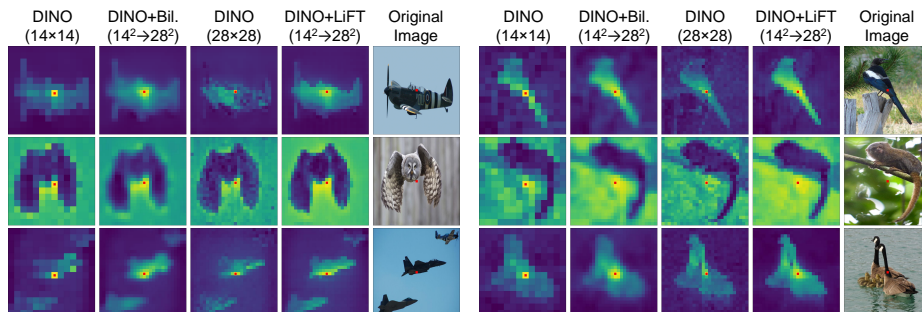 DINO
(14×14)
DINO+Bil.
(14²→28²)
DINO
(28×28)
DINO+LiFT
(14²→28²)
Original
Image
DINO
(14×14)
DINO+Bil.
(14²→28²)
DINO
(28×28)
DINO+LiFT
(14²→28²)
Original
Image